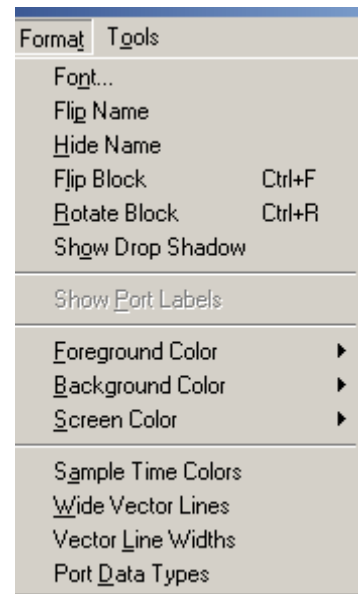 Format Tools
Font...
Flip Name
Hide Name
Flip Block Ctrl+F
Rotate Block Ctrl+R
Show Drop Shadow
Show Port Labels
Foreground Color
Background Color
Screen Color
Sample Time Colors
Wide Vector Lines
Vector Line Widths
Port Data Types